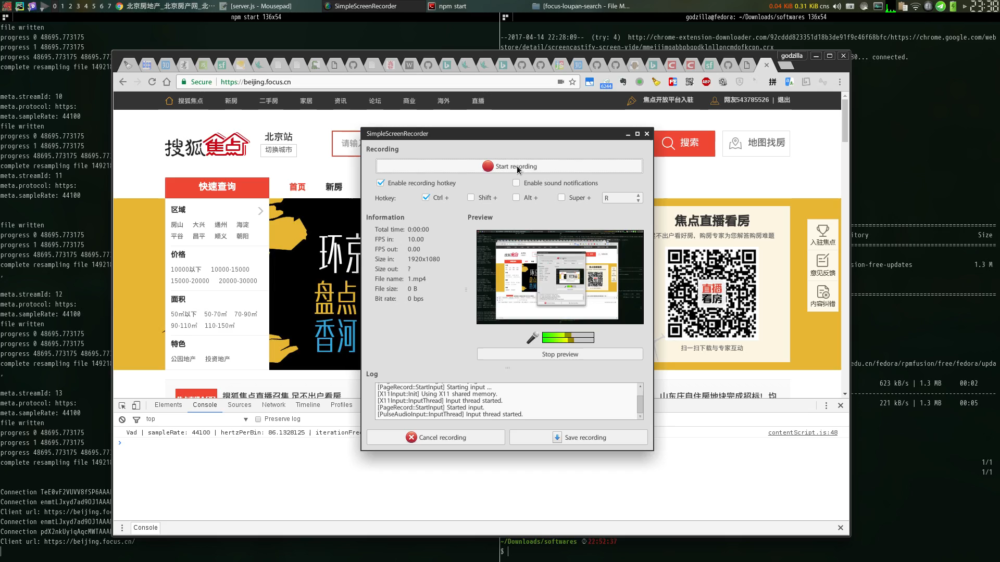 0 1 2 3 4 5 6 7
北京房地产_北京房产网_北…
[server.js - Mousepad]
SimpleScreenRecorder
npm start
[focus-loupan-search - File M...
0.04 KiB 0.31 KiB cns
23:38
npm start 136x54
godzilla@fedora: ~/Downloads/softwares 136x54
file written
progress 0 48695.773175
progress 1 48695.773175
progress 48695.773175 48695.77
complete resampling file 149218
meta.streamId: 10
meta.protocol: https:
meta.sampleRate: 44100
file written
progress 0 48695.773175
progress 1 48695.773175
progress 48695.773175 48695.
complete resampling file 14921
meta.streamId: 11
meta.protocol: https:
meta.sampleRate: 44100
file written
progress 0 48695.773175
progress 1 48695.773175
progress 48695.773175 48695
complete resampling file 14921
,
meta.streamId: 12
meta.protocol: https:
meta.sampleRate: 44100
file written
progress 0 48695.773175
progress 0 48695.773175
complete resampling file 14921
,
meta.streamId: 13
meta.protocol: https:
meta.sampleRate: 44100
file written
progress 0 48695.773175
progress 1 48695.773175
progress 48695.773175 48695
complete resampling file 14921
Connection TeE0vF2VUVV8fSP6AAA
Connection enmtLJxyd7ad9OJ1AAA
Client url: https://beijing.fo
Connection enmtLJxyd7ad9OJ1AAA
Connection pdX2nkUyiqAqcMWTAAA
Client url: https://beijing.focus.cn/
--2017-04-14 22:28:09-- (try: 4) http://chrome-extension-downloader.com/92cddd823351d18b3de91f9c46f68bfc/https://chrome.google.com/web
store/detail/screencastify-screen-vide/mmeijimgabbpbgpdklnllpncmdofkcpn.crx
80... connected.
itory Size
sion-free-updates 1.3 M
edu.cn/fedora/rpmfusion/free/fedora/upda
623 kB/s | 1.3 MB 00:02
221 kB/s | 1.3 MB 00:05
1/1
1/1
~/Downloads/softwares 22:52:37
$
godzilla
Secure
https://beijing.focus.cn
6244
ABP
拼
搜狐焦点 新房 二手房 家居 资讯 论坛 商业 海外 直播
焦点开放平台入驻
网友543785526 | 退出
搜狐焦点
北京站
切换城市
请输
搜索
地图找房
快速查询 首页 新房
区域
房山 大兴 通州 海淀
平谷 昌平 顺义 朝阳
价格
10000以下 10000-15000
15000-20000 20000-30000
面积
50㎡以下 50-70㎡ 70-90㎡
90-110㎡ 110-150㎡
特色
公园地产 投资地产
环京
盘点
香河
焦点直播看房
足不出户看好房，购房专家为您解答购房难题
直播
看房
扫一扫下载与专家互动
入驻焦点
意见反馈
内容纠错
搜狐焦点直播召集 足不出户看房
山东庄自住房地块完成招标！均
Elements Console Sources Network Timeline Profiles
top
Preserve log
Vad | sampleRate: 44100 | hertzPerBin: 86.1328125 | iterationFre
contentScript.js:48
Console
SimpleScreenRecorder
Recording
Start recording
Enable recording hotkey
Enable sound notifications
Hotkey: Ctrl + Shift + Alt + Super + R
Information
Total time: 0:00:00
FPS in: 10.00
FPS out: 0.00
Size in: 1920x1080
Size out: ?
File name: 1.mp4
File size: 0 B
Bit rate: 0 bps
Preview
Stop preview
Log
[PageRecord::StartInput] Starting input ...
[X11Input::Init] Using X11 shared memory.
[X11Input::InputThread] Input thread started.
[PageRecord::StartInput] Started input.
[PulseAudioInput::InputThread] Input thread started.
Cancel recording
Save recording